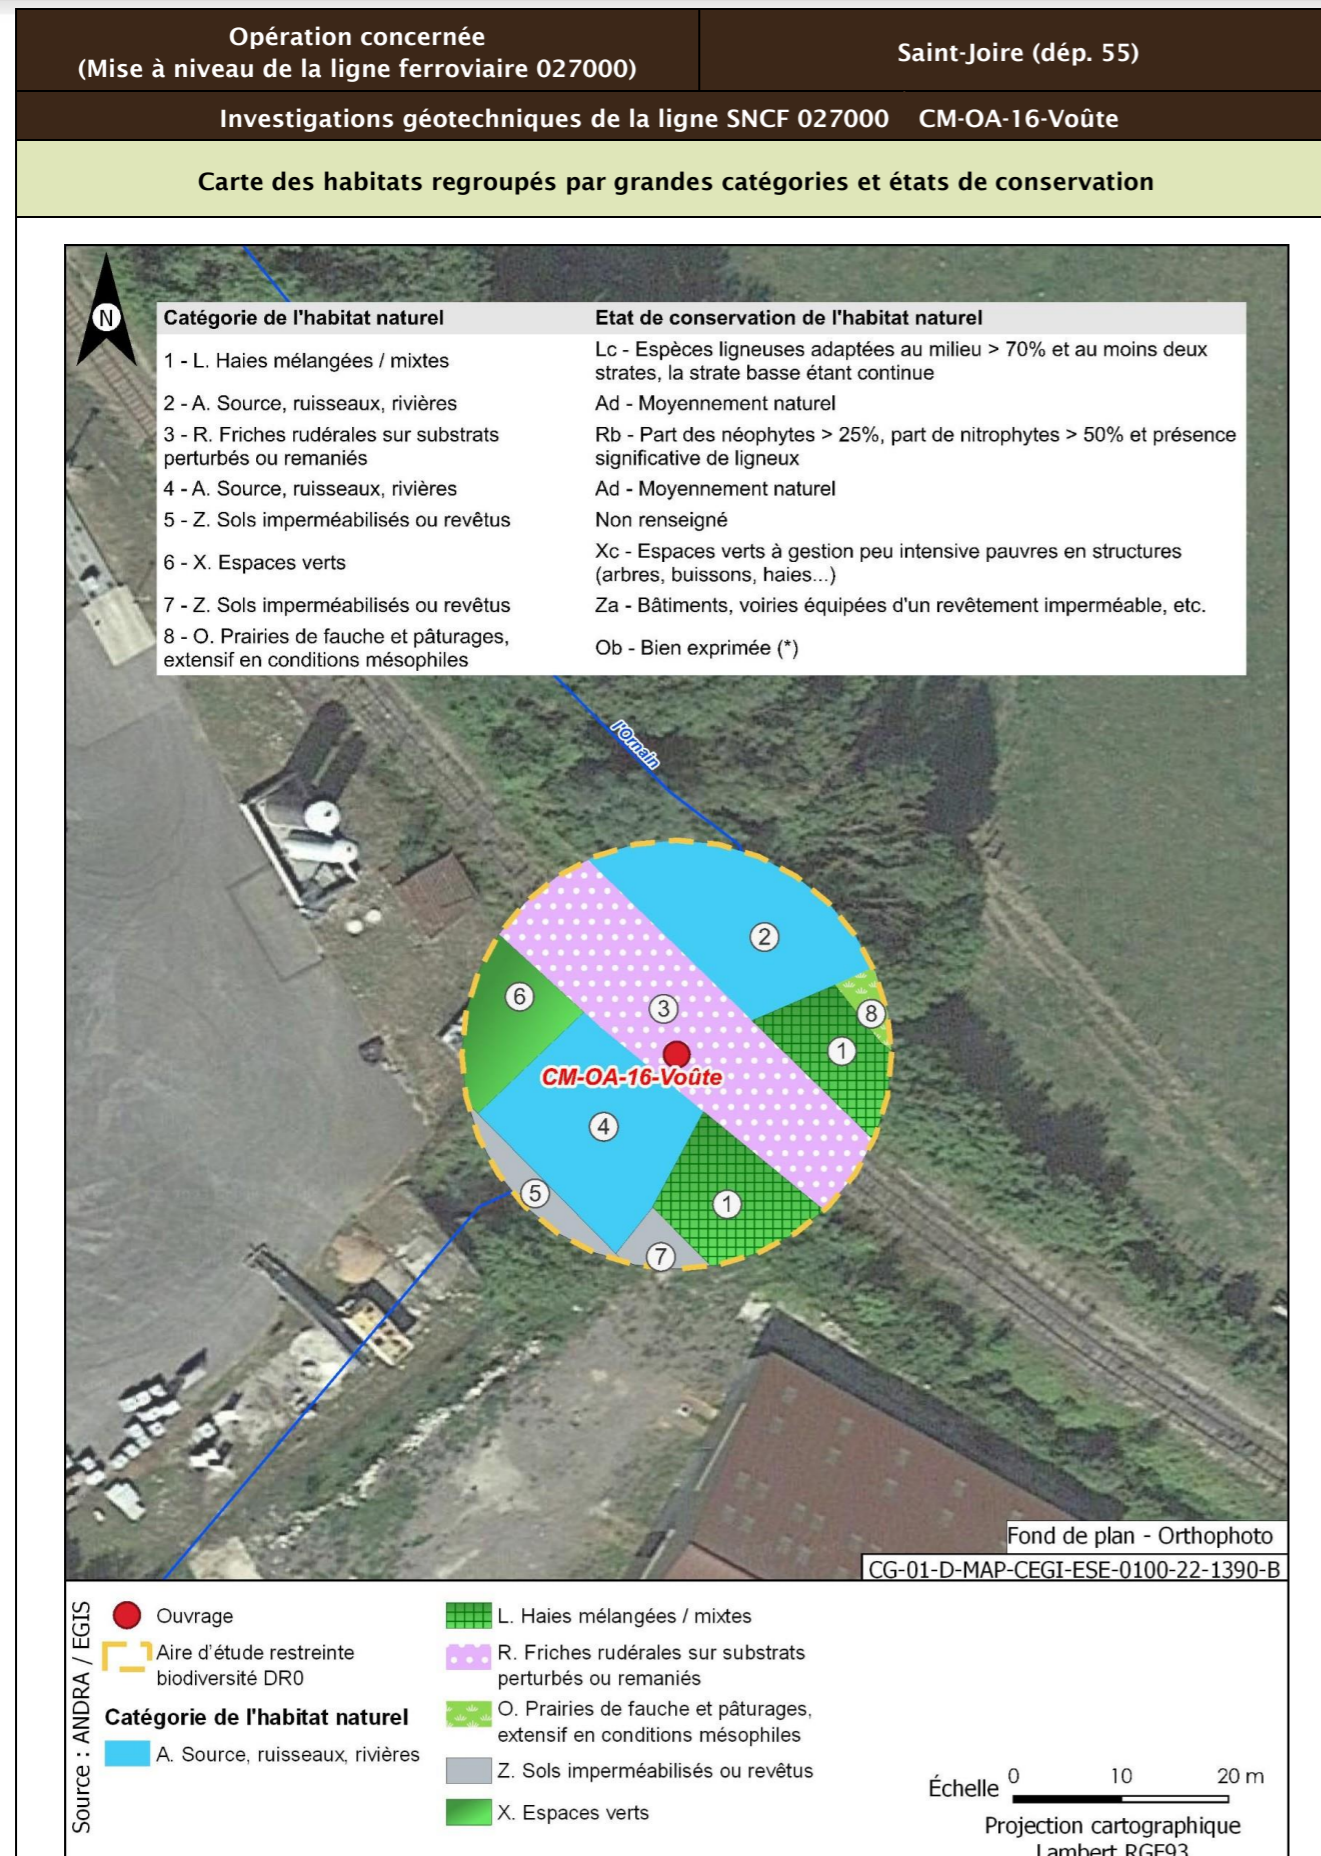 Opération concernée
(Mise à niveau de la ligne ferroviaire 027000)
Saint-Joire (dép. 55)
Investigations géotechniques de la ligne SNCF 027000 CM-OA-16-Voûte
Carte des habitats regroupés par grandes catégories et états de conservation
N
Catégorie de l'habitat naturel
Etat de conservation de l'habitat naturel
1 - L. Haies mélangées / mixtes
Lc - Espèces ligneuses adaptées au milieu > 70% et au moins deux
strates, la strate basse étant continue
2 - A. Source, ruisseaux, rivières
Ad - Moyennement naturel
3 - R. Friches rudérales sur substrats
perturbés ou remaniés
Rb - Part des néophytes > 25%, part de nitrophytes > 50% et présence
significative de ligneux
4 - A. Source, ruisseaux, rivières
Ad - Moyennement naturel
5 - Z. Sols imperméabilisés ou revêtus
Non renseigné
6 - X. Espaces verts
Xc - Espaces verts à gestion peu intensive pauvres en structures
(arbres, buissons, haies...)
7 - Z. Sols imperméabilisés ou revêtus
Za - Bâtiments, voiries équipées d'un revêtement imperméable, etc.
8 - O. Prairies de fauche et pâturages,
extensif en conditions mésophiles
Ob - Bien exprimée (*)
l'Ornain
2
6
3
8
1
CM-OA-16-Voûte
4
5
1
7
Fond de plan - Orthophoto
CG-01-D-MAP-CEGI-ESE-0100-22-1390-B
Source : ANDRA / EGIS
Ouvrage
Aire d'étude restreinte
biodiversité DR0
Catégorie de l'habitat naturel
A. Source, ruisseaux, rivières
L. Haies mélangées / mixtes
R. Friches rudérales sur substrats
perturbés ou remaniés
O. Prairies de fauche et pâturages,
extensif en conditions mésophiles
Z. Sols imperméabilisés ou revêtus
X. Espaces verts
Échelle 0 10 20 m
Projection cartographique
Lambert RGF93